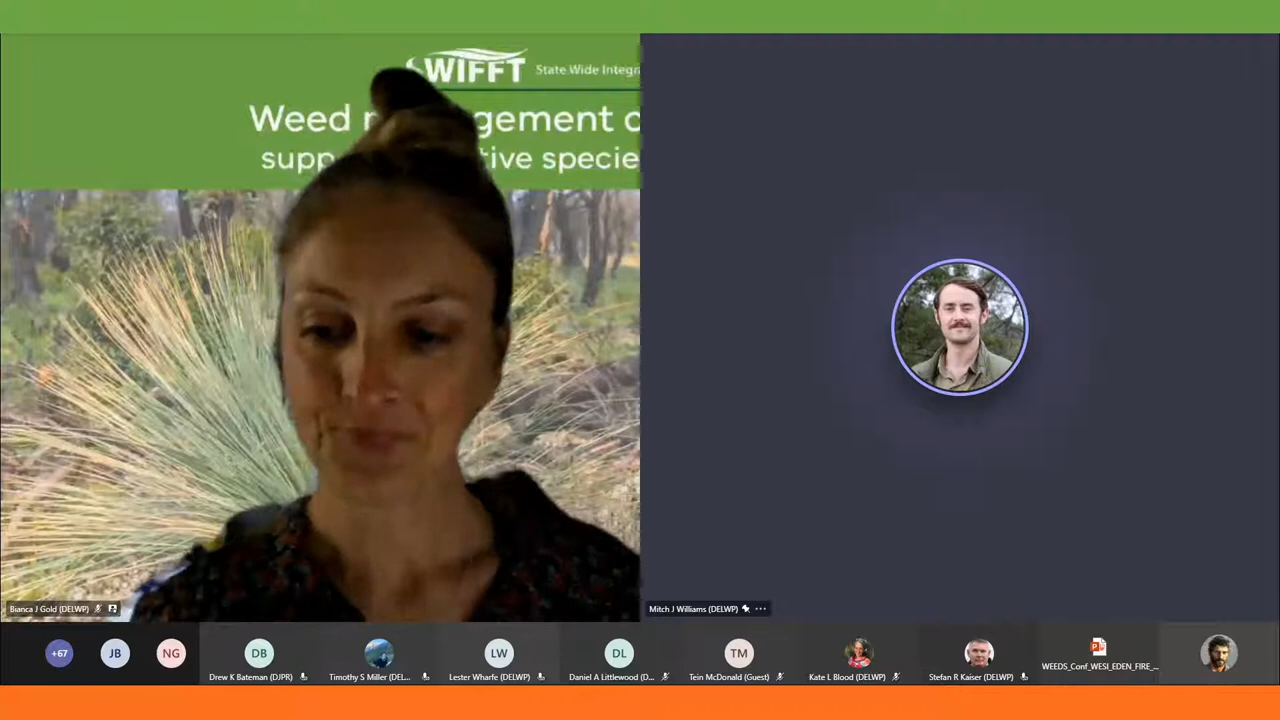 SWIFFT State Wide Integra
Weed m gement o
supp tive specie
Bianca J Gold (DELWP)
Mitch J Williams (DELWP)
+67
JB
NG
DB
LW
DL
TM
Drew K Bateman (DJPR)
Timothy S Miller (DEL...
Lester Wharfe (DELWP)
Daniel A Littlewood (D...
Tein McDonald (Guest)
Kate L Blood (DELWP)
Stefan R Kaiser (DELWP)
WEEDS_Conf_WESI_EDEN_FIRE_...